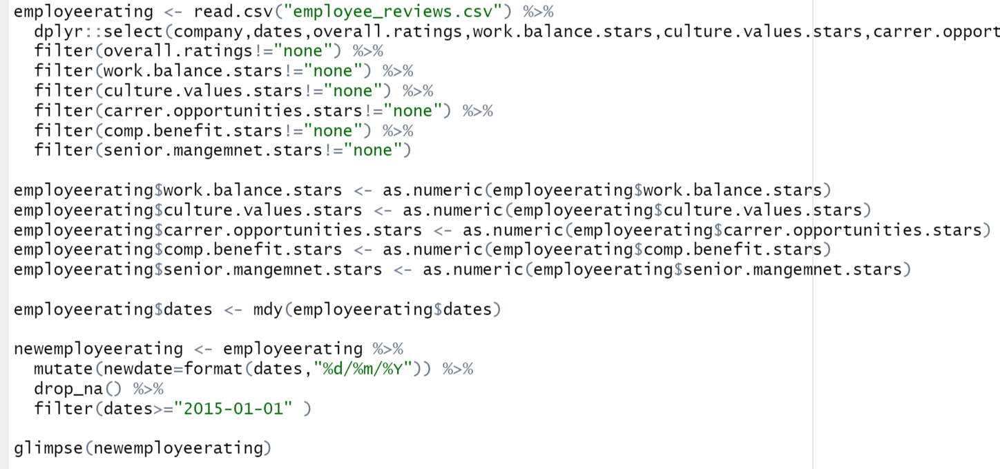 employeerating <- read.csv("employee_reviews.csv") %>%
dplyr::select(company,dates,overall.ratings,work.balance.stars,culture.values.stars,carrer.opport
filter(overall.ratings!="none") %>%
filter(work.balance.stars!="none") %>%
filter(culture.values.stars!="none") %>%
filter(carrer.opportunities.stars!="none") %>%
filter(comp.benefit.stars!="none") %>%
filter(senior.mangemnet.stars!="none")
employeerating$work.balance.stars <- as.numeric(employeerating$work.balance.stars)
employeerating$culture.values.stars <- as.numeric(employeerating$culture.values.stars)
employeerating$carrer.opportunities.stars <- as.numeric(employeerating$carrer.opportunities.stars)
employeerating$comp.benefit.stars <- as.numeric(employeerating$comp.benefit.stars)
employeerating$senior.mangemnet.stars <- as.numeric(employeerating$senior.mangemnet.stars)
employeerating$dates <- mdy(employeerating$dates)
newemployeerating <- employeerating %>%
mutate(newdate=format(dates,"%d/%m/%Y")) %>%
drop_na() %>%
filter(dates>="2015-01-01" )
glimpse(newemployeerating)